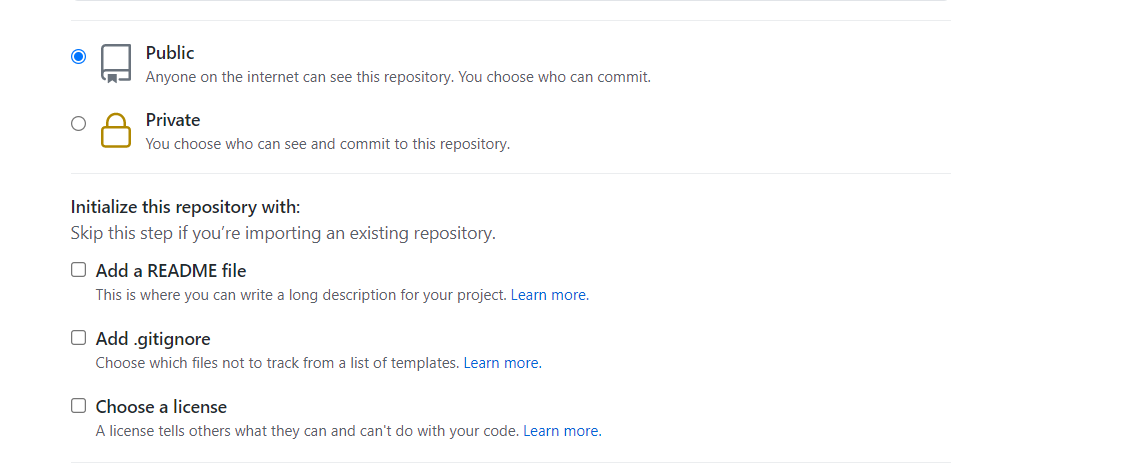 Public
Anyone on the internet can see this repository. You choose who can commit.
Private
You choose who can see and commit to this repository.
Initialize this repository with:
Skip this step if you’re importing an existing repository.
Add a README file
This is where you can write a long description for your project. Learn more.
Add .gitignore
Choose which files not to track from a list of templates. Learn more.
Choose a license
A license tells others what they can and can't do with your code. Learn more.